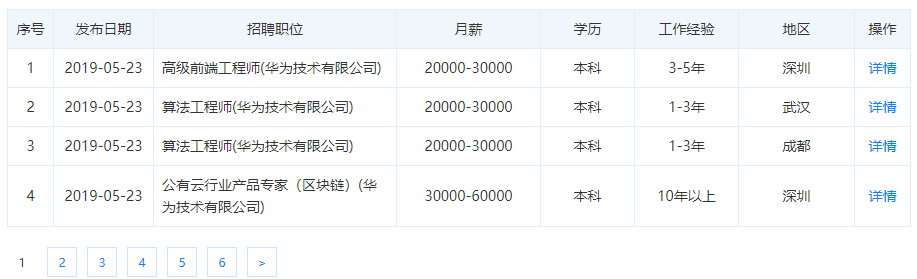 序号 发布日期 招聘职位 月薪 学历 工作经验 地区 操作
1 2019-05-23 高级前端工程师(华为技术有限公司) 20000-30000 本科 3-5年 深圳 详情
2 2019-05-23 算法工程师(华为技术有限公司) 20000-30000 本科 1-3年 武汉 详情
3 2019-05-23 算法工程师(华为技术有限公司) 20000-30000 本科 1-3年 成都 详情
4 2019-05-23 公有云行业产品专家（区块链）(华 30000-60000 本科 10年以上 深圳 详情
为技术有限公司)
1 2 3 4 5 6 >